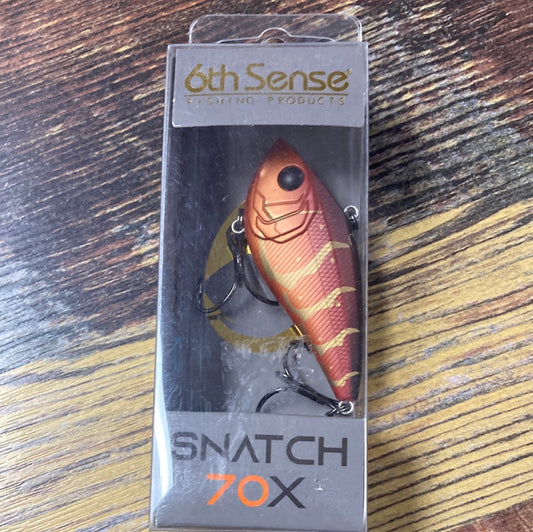 6th Sense
FISHING PRODUCTS
SNATCH
70X